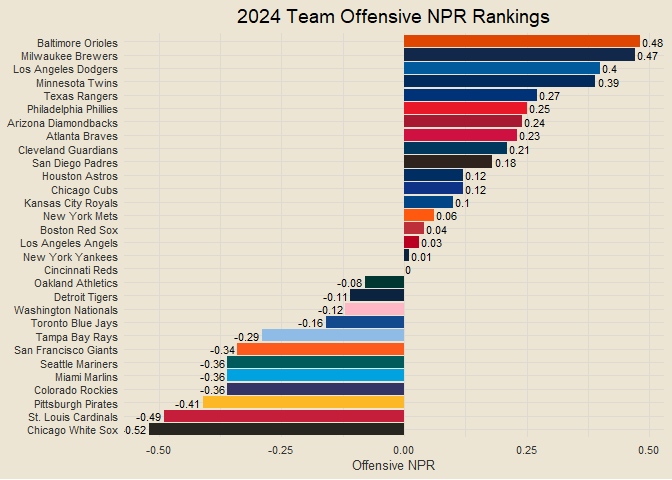 2024 Team Offensive NPR Rankings
Baltimore Orioles 0.48
Milwaukee Brewers 0.47
Los Angeles Dodgers 0.4
Minnesota Twins 0.39
Texas Rangers 0.27
Philadelphia Phillies 0.25
Arizona Diamondbacks 0.24
Atlanta Braves 0.23
Cleveland Guardians 0.21
San Diego Padres 0.18
Houston Astros 0.12
Chicago Cubs 0.12
Kansas City Royals 0.1
New York Mets 0.06
Boston Red Sox 0.04
Los Angeles Angels 0.03
New York Yankees 0.01
Cincinnati Reds 0
Oakland Athletics -0.08
Detroit Tigers -0.11
Washington Nationals -0.12
Toronto Blue Jays -0.16
Tampa Bay Rays -0.29
San Francisco Giants -0.34
Seattle Mariners -0.36
Miami Marlins -0.36
Colorado Rockies -0.36
Pittsburgh Pirates -0.41
St. Louis Cardinals -0.49
Chicago White Sox -0.52
-0.50 -0.25 0.00 0.25 0.50
Offensive NPR